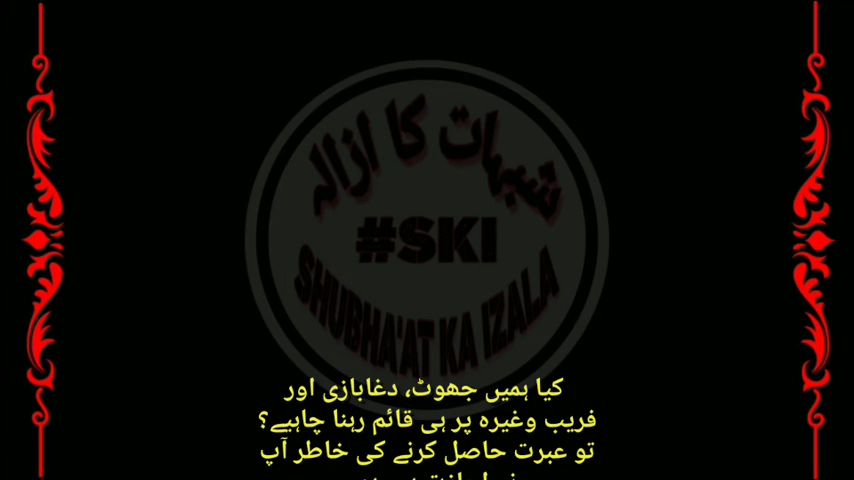 شبہات کا ازالہ
#SKI
SHUBHA'AT KA IZALA
کیا ہمیں جھوٹ، دغابازی اور
فریب وغیرہ پر ہی قائم رہنا چاہیے؟
تو عبرت حاصل کرنے کی خاطر آپ